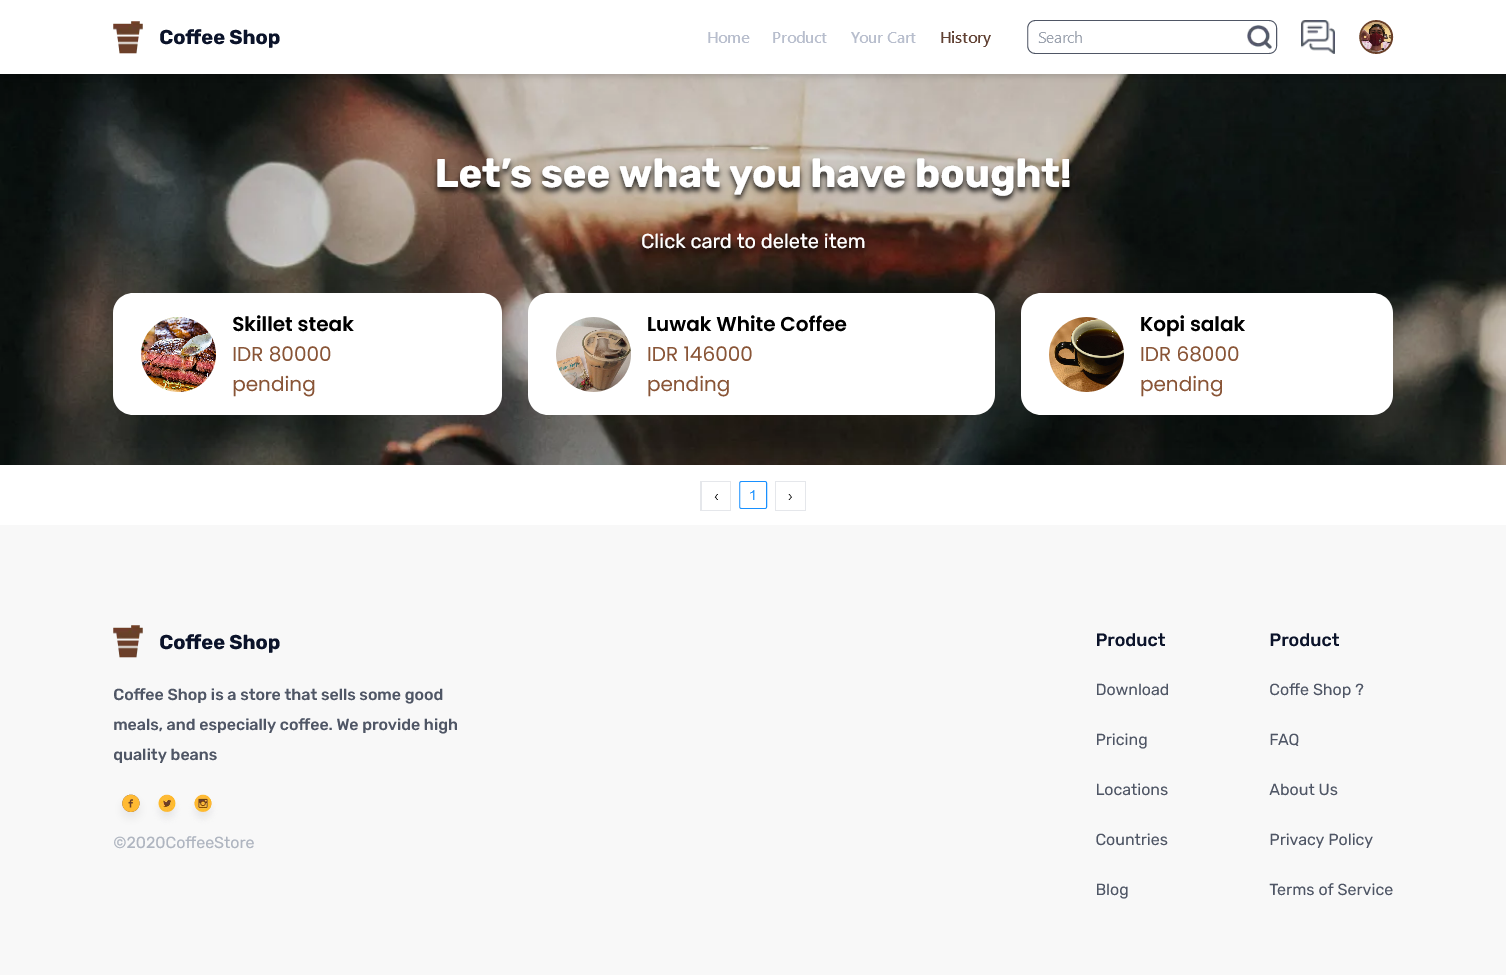 Coffee Shop
Home Product Your Cart History Search
Let's see what you have bought!
Click card to delete item
Skillet steak
IDR 80000
pending
Luwak White Coffee
IDR 146000
pending
Kopi salak
IDR 68000
pending
‹ 1 ›
Coffee Shop
Coffee Shop is a store that sells some good
meals, and especially coffee. We provide high
quality beans
©2020CoffeeStore
Product
Download
Pricing
Locations
Countries
Blog
Product
Coffe Shop ?
FAQ
About Us
Privacy Policy
Terms of Service